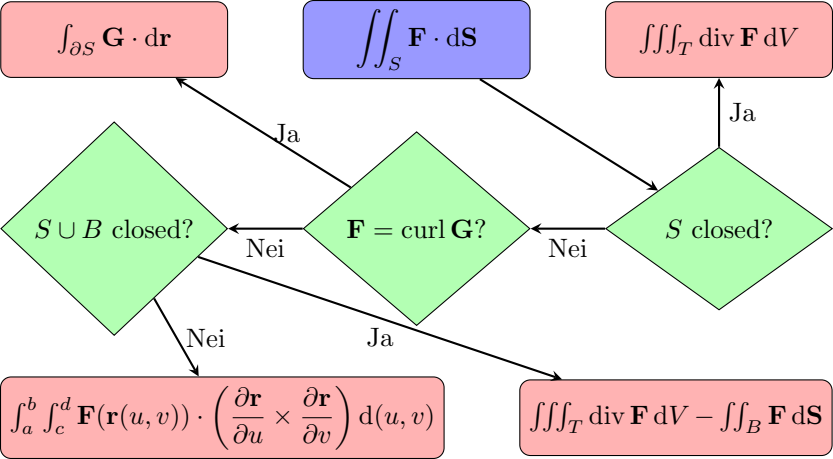 ∫_{∂S} G · dr
∬_S F · dS
∭_T div F dV
Ja
Ja
S ∪ B closed?
F = curl G?
S closed?
Nei
Nei
Nei
Ja
∫_a^b ∫_c^d F(r(u, v)) · (∂r/∂u × ∂r/∂v) d(u, v)
∭_T div F dV − ∬_B F dS